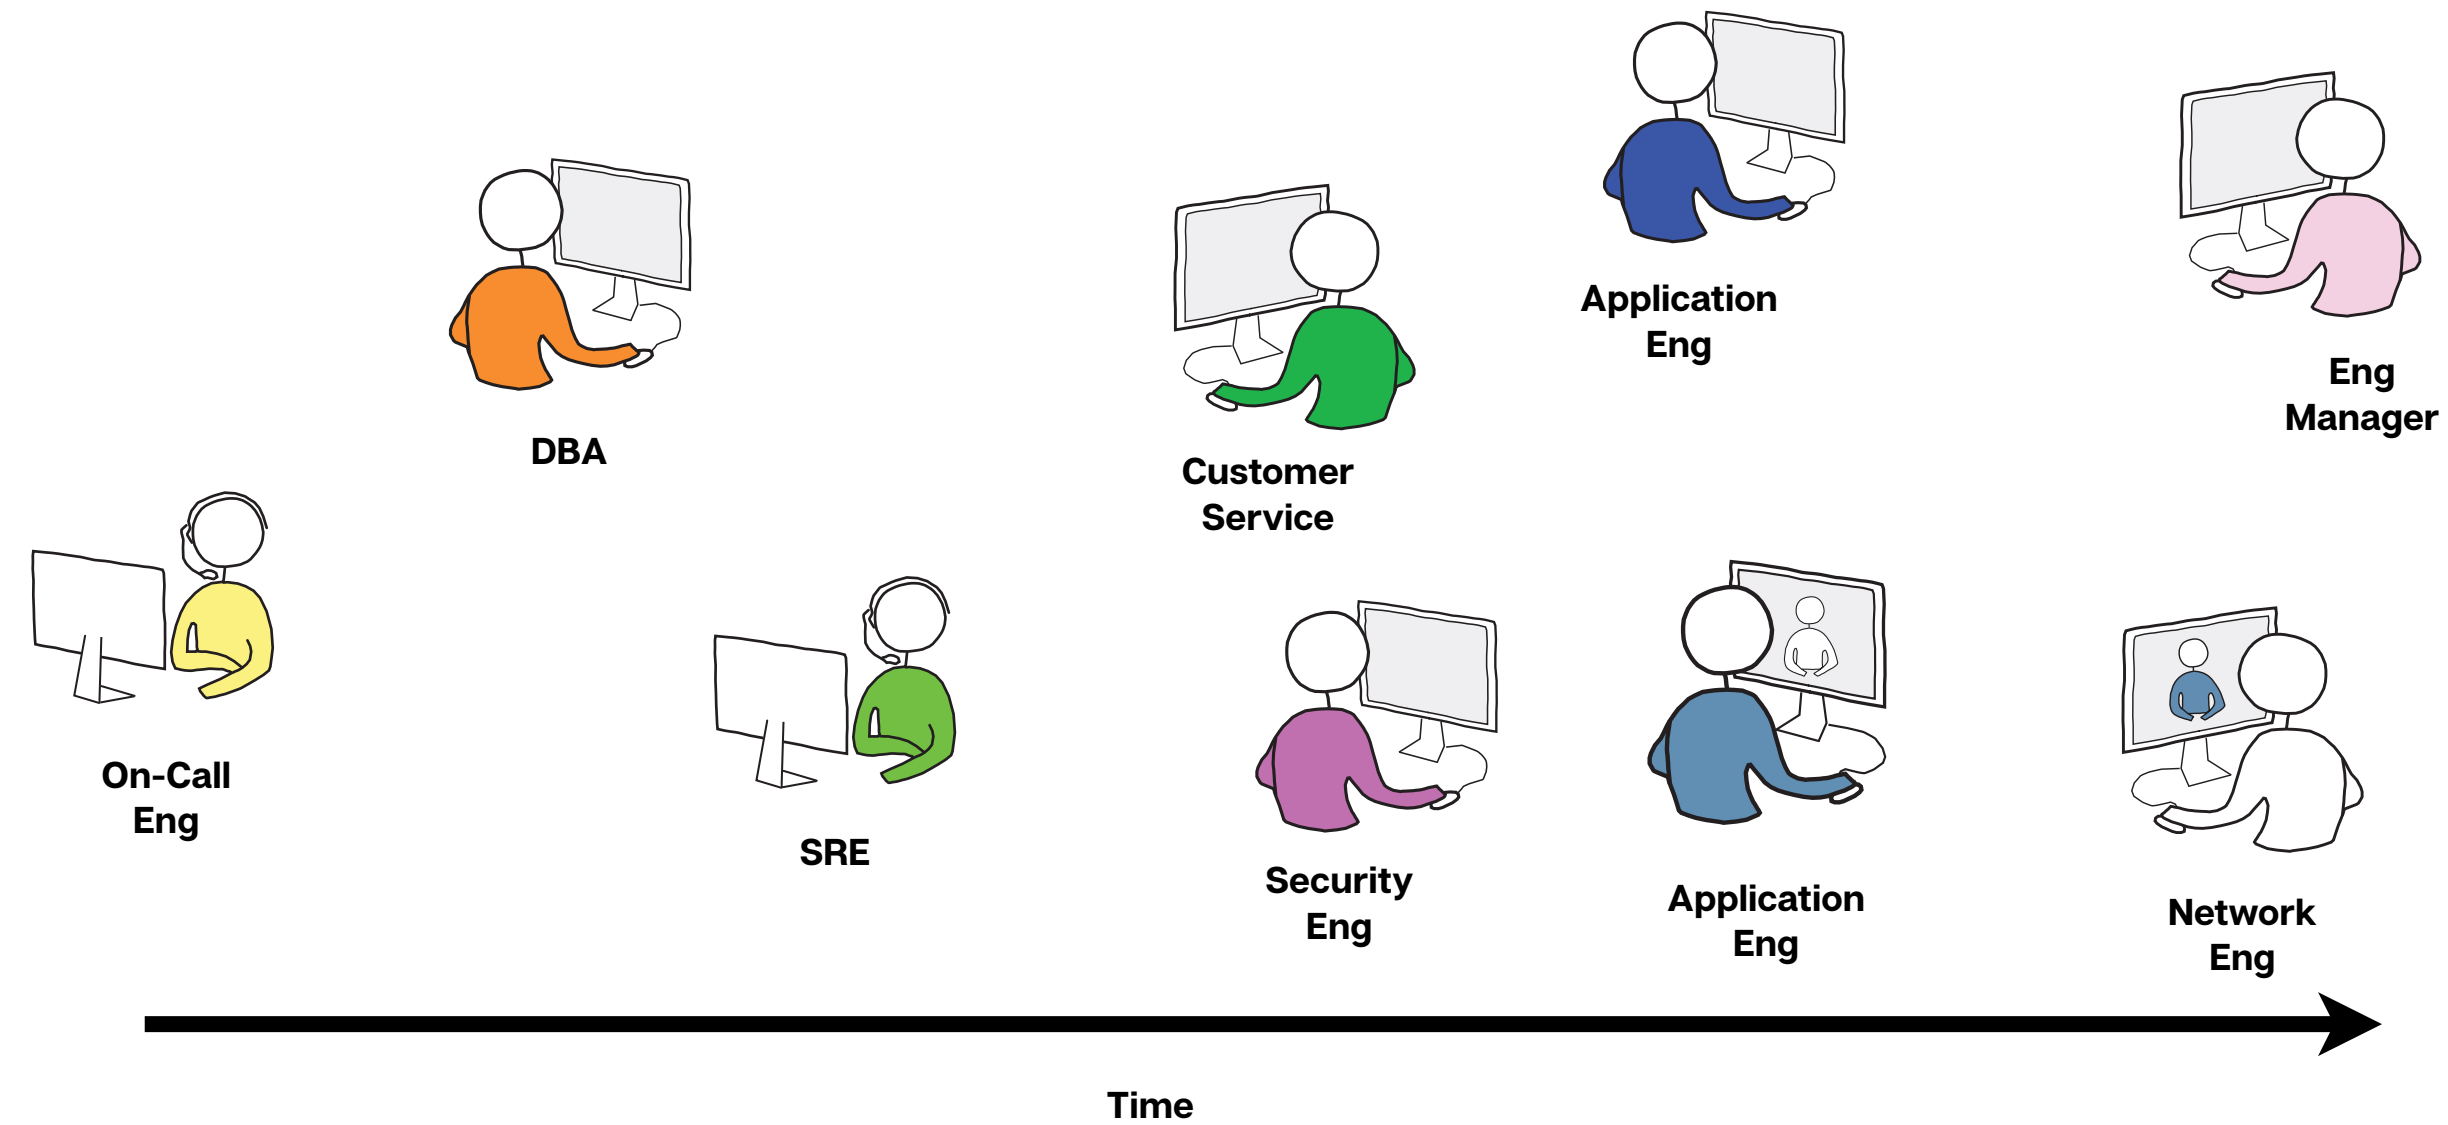 Application
Eng
Eng
Manager
DBA
Customer
Service
On-Call
Eng
SRE
Security
Eng
Application
Eng
Network
Eng
Time